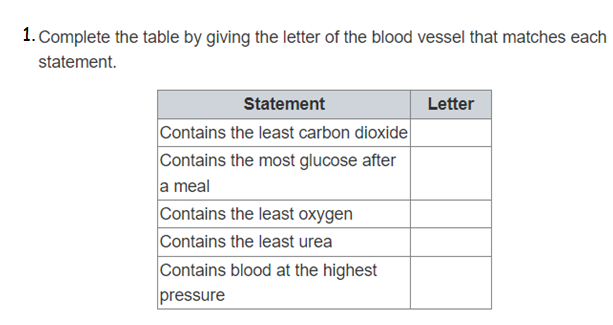 1. Complete the table by giving the letter of the blood vessel that matches each
statement.
Statement Letter
Contains the least carbon dioxide
Contains the most glucose after
a meal
Contains the least oxygen
Contains the least urea
Contains blood at the highest
pressure